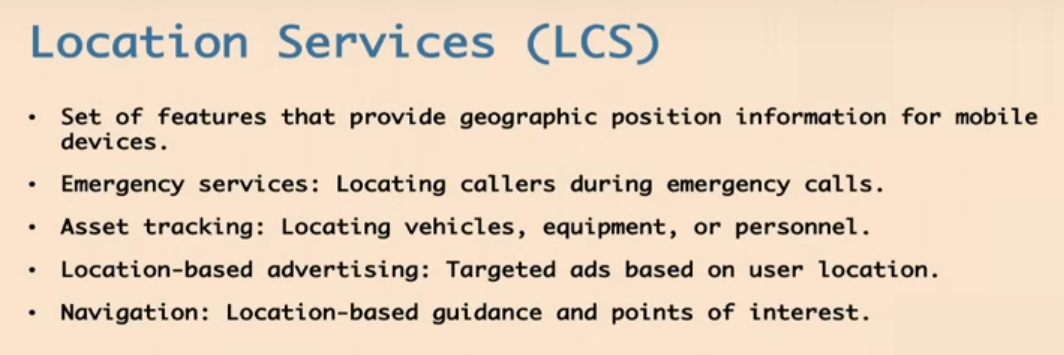 Location Services (LCS)
• Set of features that provide geographic position information for mobile
devices.
• Emergency services: Locating callers during emergency calls.
• Asset tracking: Locating vehicles, equipment, or personnel.
• Location-based advertising: Targeted ads based on user location.
• Navigation: Location-based guidance and points of interest.